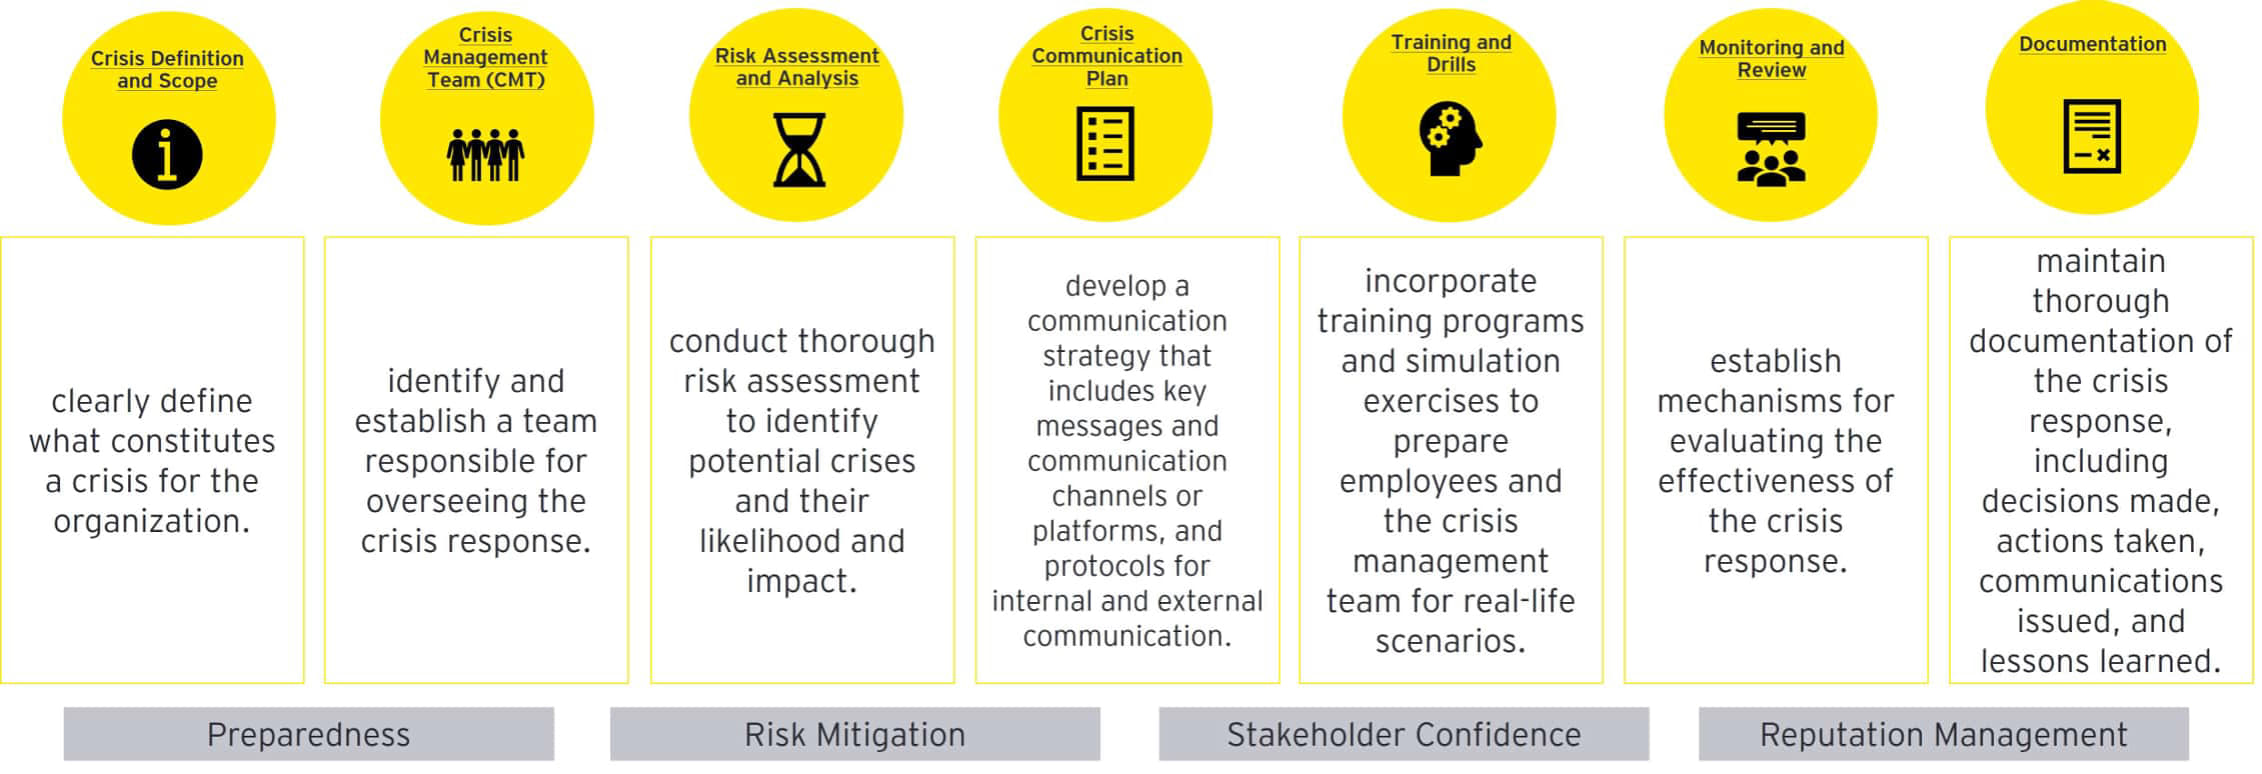 Crisis Definition
and Scope
Crisis
Management
Team (CMT)
Risk Assessment
and Analysis
Crisis
Communication
Plan
Training and
Drills
Monitoring and
Review
Documentation
clearly define
what constitutes
a crisis for the
organization.
identify and
establish a team
responsible for
overseeing the
crisis response.
conduct thorough
risk assessment
to identify
potential crises
and their
likelihood and
impact.
develop a
communication
strategy that
includes key
messages and
communication
channels or
platforms, and
protocols for
internal and external
communication.
incorporate
training programs
and simulation
exercises to
prepare
employees and
the crisis
management
team for real-life
scenarios.
establish
mechanisms for
evaluating the
effectiveness of
the crisis
response.
maintain
thorough
documentation of
the crisis
response,
including
decisions made,
actions taken,
communications
issued, and
lessons learned.
Preparedness
Risk Mitigation
Stakeholder Confidence
Reputation Management